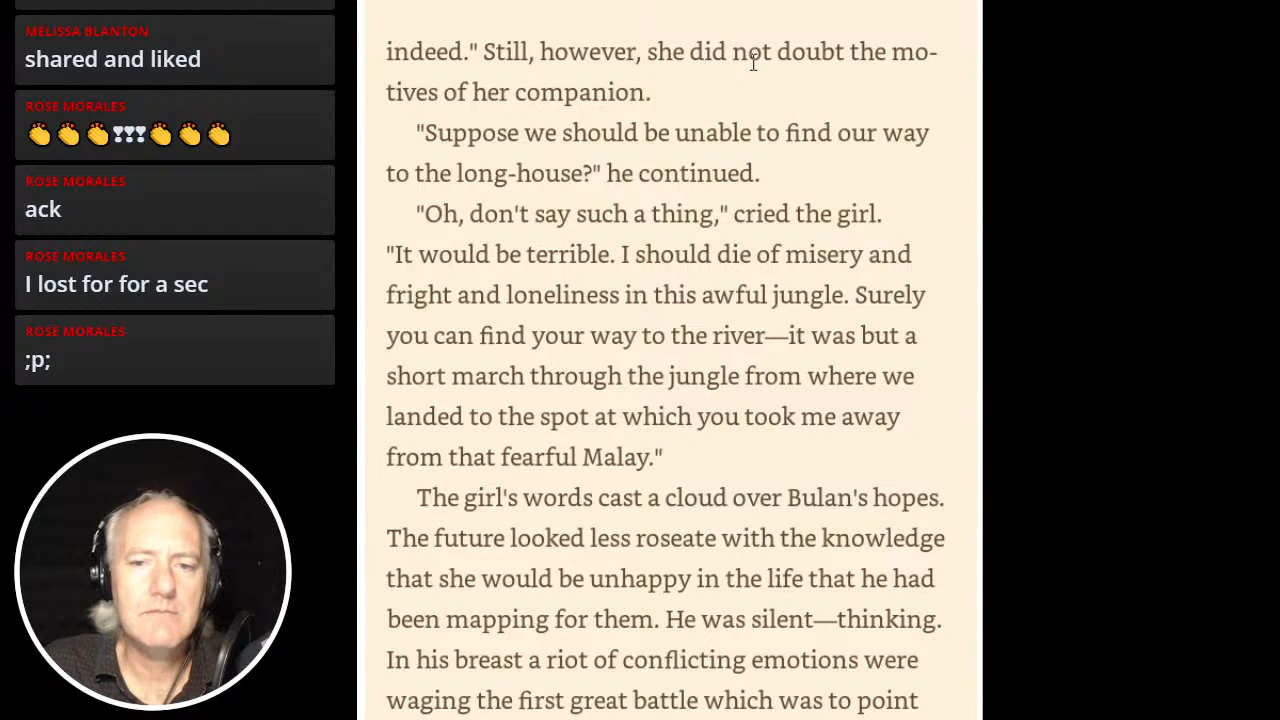 MELISSA BLANTON
shared and liked
ROSE MORALES
👏👏👏❣❣❣👏👏👏
ROSE MORALES
ack
ROSE MORALES
I lost for for a sec
ROSE MORALES
;p;
indeed." Still, however, she did not doubt the mo-
tives of her companion.
"Suppose we should be unable to find our way
to the long-house?" he continued.
"Oh, don't say such a thing," cried the girl.
"It would be terrible. I should die of misery and
fright and loneliness in this awful jungle. Surely
you can find your way to the river—it was but a
short march through the jungle from where we
landed to the spot at which you took me away
from that fearful Malay."
The girl's words cast a cloud over Bulan's hopes.
The future looked less roseate with the knowledge
that she would be unhappy in the life that he had
been mapping for them. He was silent—thinking.
In his breast a riot of conflicting emotions were
waging the first great battle which was to point